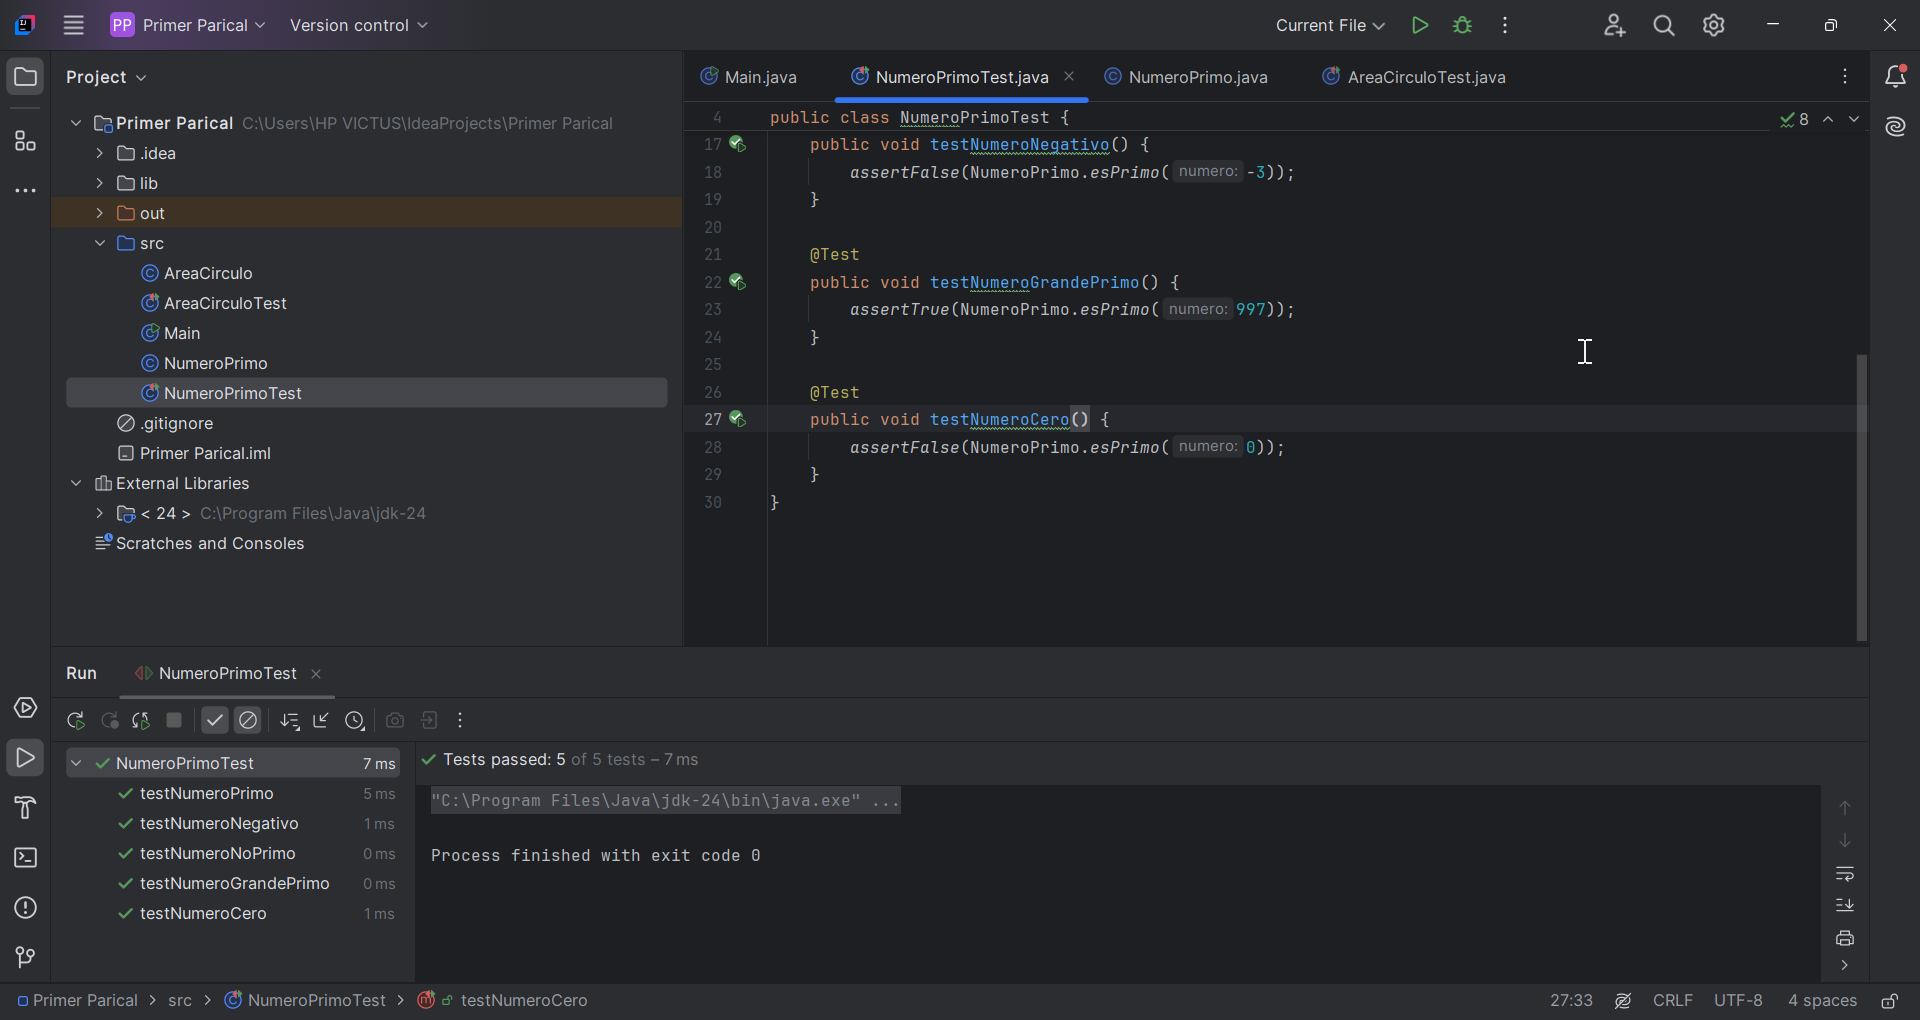 PP Primer Parical Version control Current File
Project
Primer Parical C:\Users\HP VICTUS\IdeaProjects\Primer Parical
.idea
lib
out
src
AreaCirculo
AreaCirculoTest
Main
NumeroPrimo
NumeroPrimoTest
.gitignore
Primer Parical.iml
External Libraries
< 24 > C:\Program Files\Java\jdk-24
Scratches and Consoles
Main.java NumeroPrimoTest.java NumeroPrimo.java AreaCirculoTest.java
4 public class NumeroPrimoTest { 8
17 public void testNumeroNegativo() {
18 assertFalse(NumeroPrimo.esPrimo( numero: -3));
19 }
20
21 @Test
22 public void testNumeroGrandePrimo() {
23 assertTrue(NumeroPrimo.esPrimo( numero: 997));
24 }
25
26 @Test
27 public void testNumeroCero() {
28 assertFalse(NumeroPrimo.esPrimo( numero: 0));
29 }
30 }
Run NumeroPrimoTest
NumeroPrimoTest 7 ms
testNumeroPrimo 5 ms
testNumeroNegativo 1 ms
testNumeroNoPrimo 0 ms
testNumeroGrandePrimo 0 ms
testNumeroCero 1 ms
Tests passed: 5 of 5 tests – 7 ms
"C:\Program Files\Java\jdk-24\bin\java.exe" ...
Process finished with exit code 0
Primer Parical > src > NumeroPrimoTest > testNumeroCero 27:33 CRLF UTF-8 4 spaces